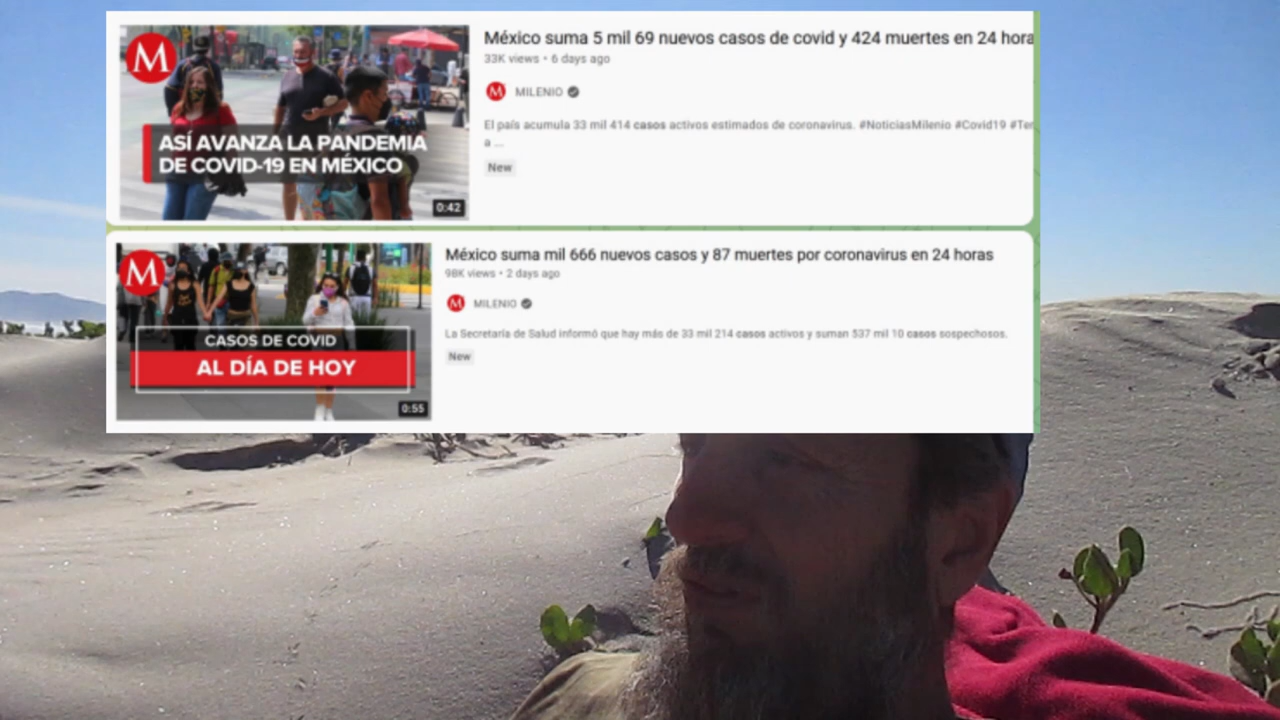 M
ASÍ AVANZA LA PANDEMIA
DE COVID-19 EN MÉXICO
0:42
México suma 5 mil 69 nuevos casos de covid y 424 muertes en 24 hora
33K views • 6 days ago
M MILENIO
El país acumula 33 mil 414 casos activos estimados de coronavirus. #NoticiasMilenio #Covid19 #Ten
a ...
New
M
CASOS DE COVID
AL DÍA DE HOY
0:55
México suma mil 666 nuevos casos y 87 muertes por coronavirus en 24 horas
98K views • 2 days ago
M MILENIO
La Secretaría de Salud informó que hay más de 33 mil 214 casos activos y suman 537 mil 10 casos sospechosos.
New